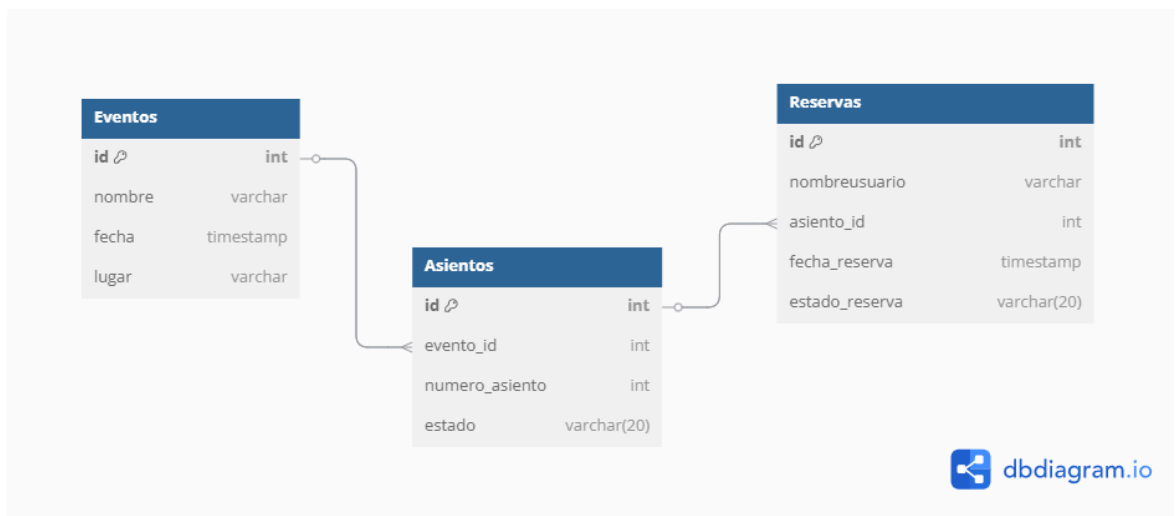 Eventos
id int
nombre varchar
fecha timestamp
lugar varchar
Asientos
id int
evento_id int
numero_asiento int
estado varchar(20)
Reservas
id int
nombreusuario varchar
asiento_id int
fecha_reserva timestamp
estado_reserva varchar(20)
dbdiagram.io